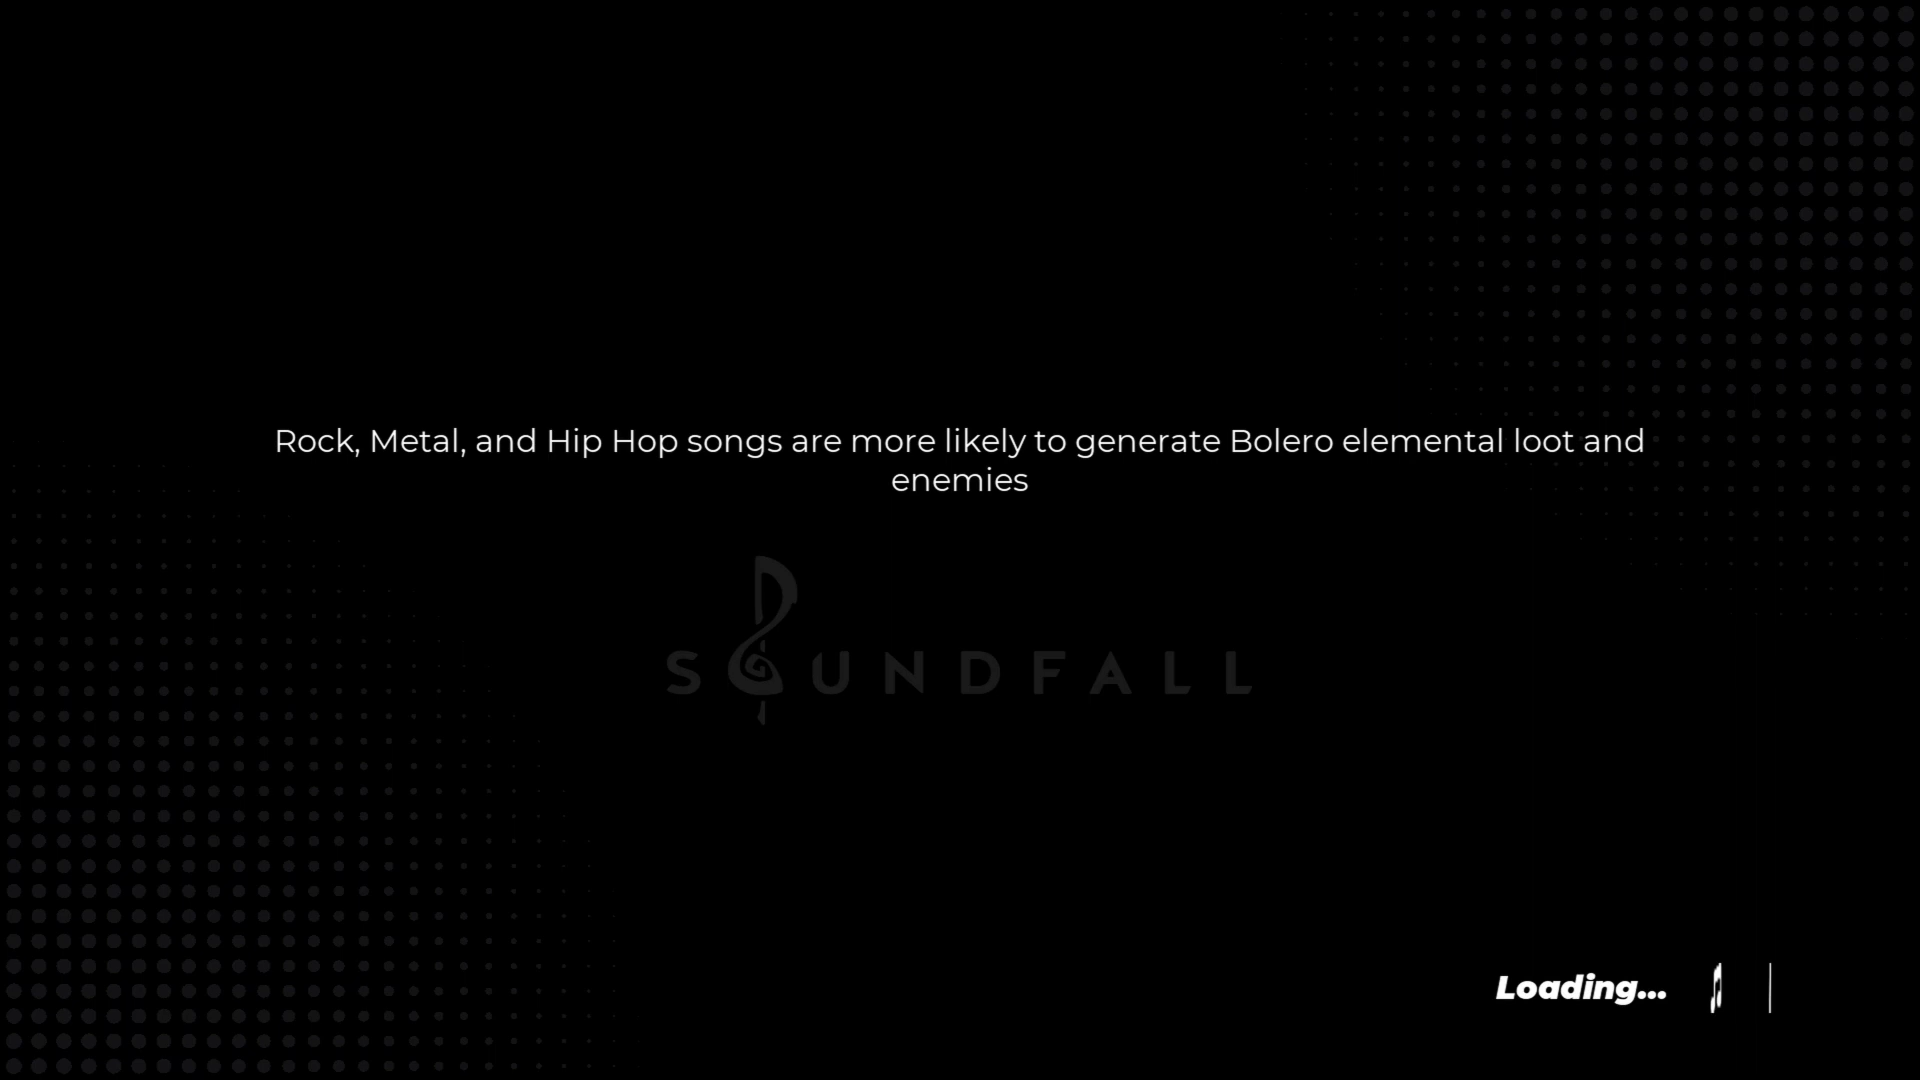 Rock, Metal, and Hip Hop songs are more likely to generate Bolero elemental loot and
enemies
SOUNDFALL
Loading...